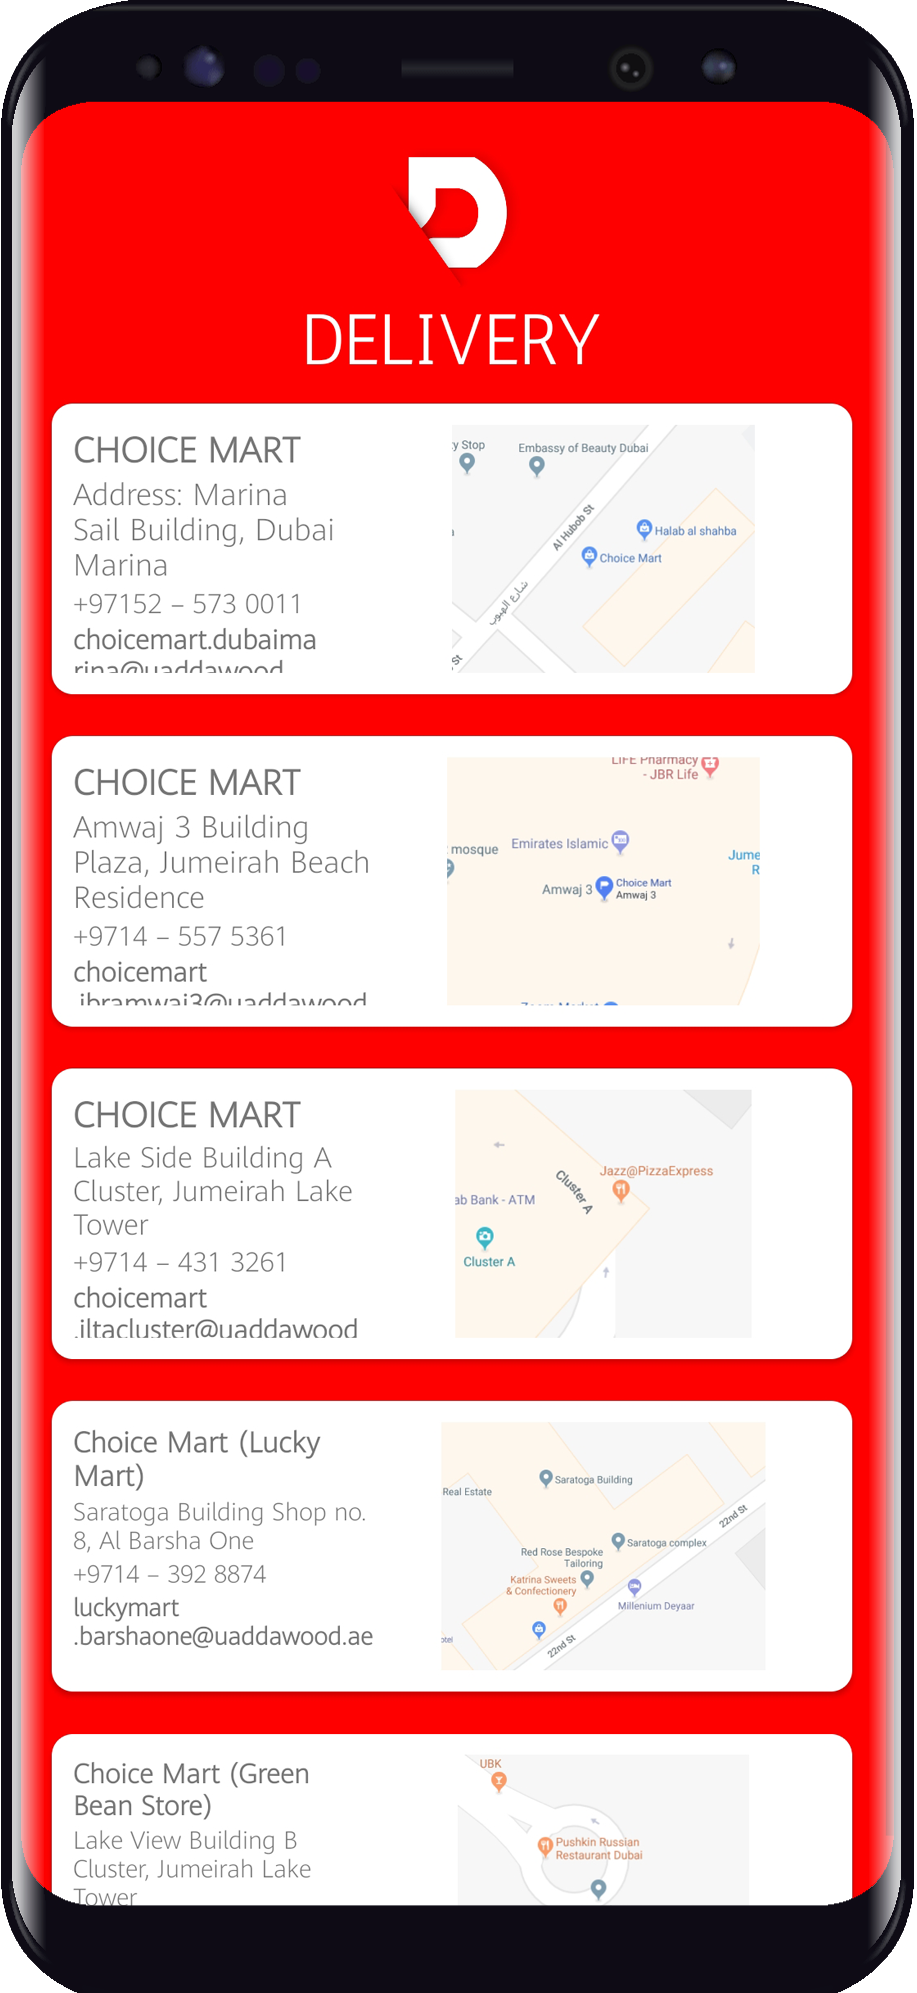 DELIVERY
CHOICE MART
Address: Marina
Sail Building, Dubai
Marina
+97152 – 573 0011
choicemart.dubaima
rina@uaddawood
y Stop
Embassy of Beauty Dubai
Al Hubob St
Halab al shahba
Choice Mart
شارع الهبوب
St
CHOICE MART
Amwaj 3 Building
Plaza, Jumeirah Beach
Residence
+9714 – 557 5361
choicemart
.jbramwaj3@uaddawood
LIFE Pharmacy
- JBR Life
mosque
Emirates Islamic
Jume
R
Amwaj 3
Choice Mart
Amwaj 3
Zoom Market
CHOICE MART
Lake Side Building A
Cluster, Jumeirah Lake
Tower
+9714 – 431 3261
choicemart
.jltacluster@uaddawood
Jazz@PizzaExpress
Cluster A
ab Bank - ATM
Cluster A
Choice Mart (Lucky
Mart)
Saratoga Building Shop no.
8, Al Barsha One
+9714 – 392 8874
luckymart
.barshaone@uaddawood.ae
Saratoga Building
Real Estate
22nd St
Saratoga complex
Red Rose Bespoke
Tailoring
Katrina Sweets
& Confectionery
Millenium Deyaar
otel
22nd St
Choice Mart (Green
Bean Store)
Lake View Building B
Cluster, Jumeirah Lake
Tower
UBK
Pushkin Russian
Restaurant Dubai